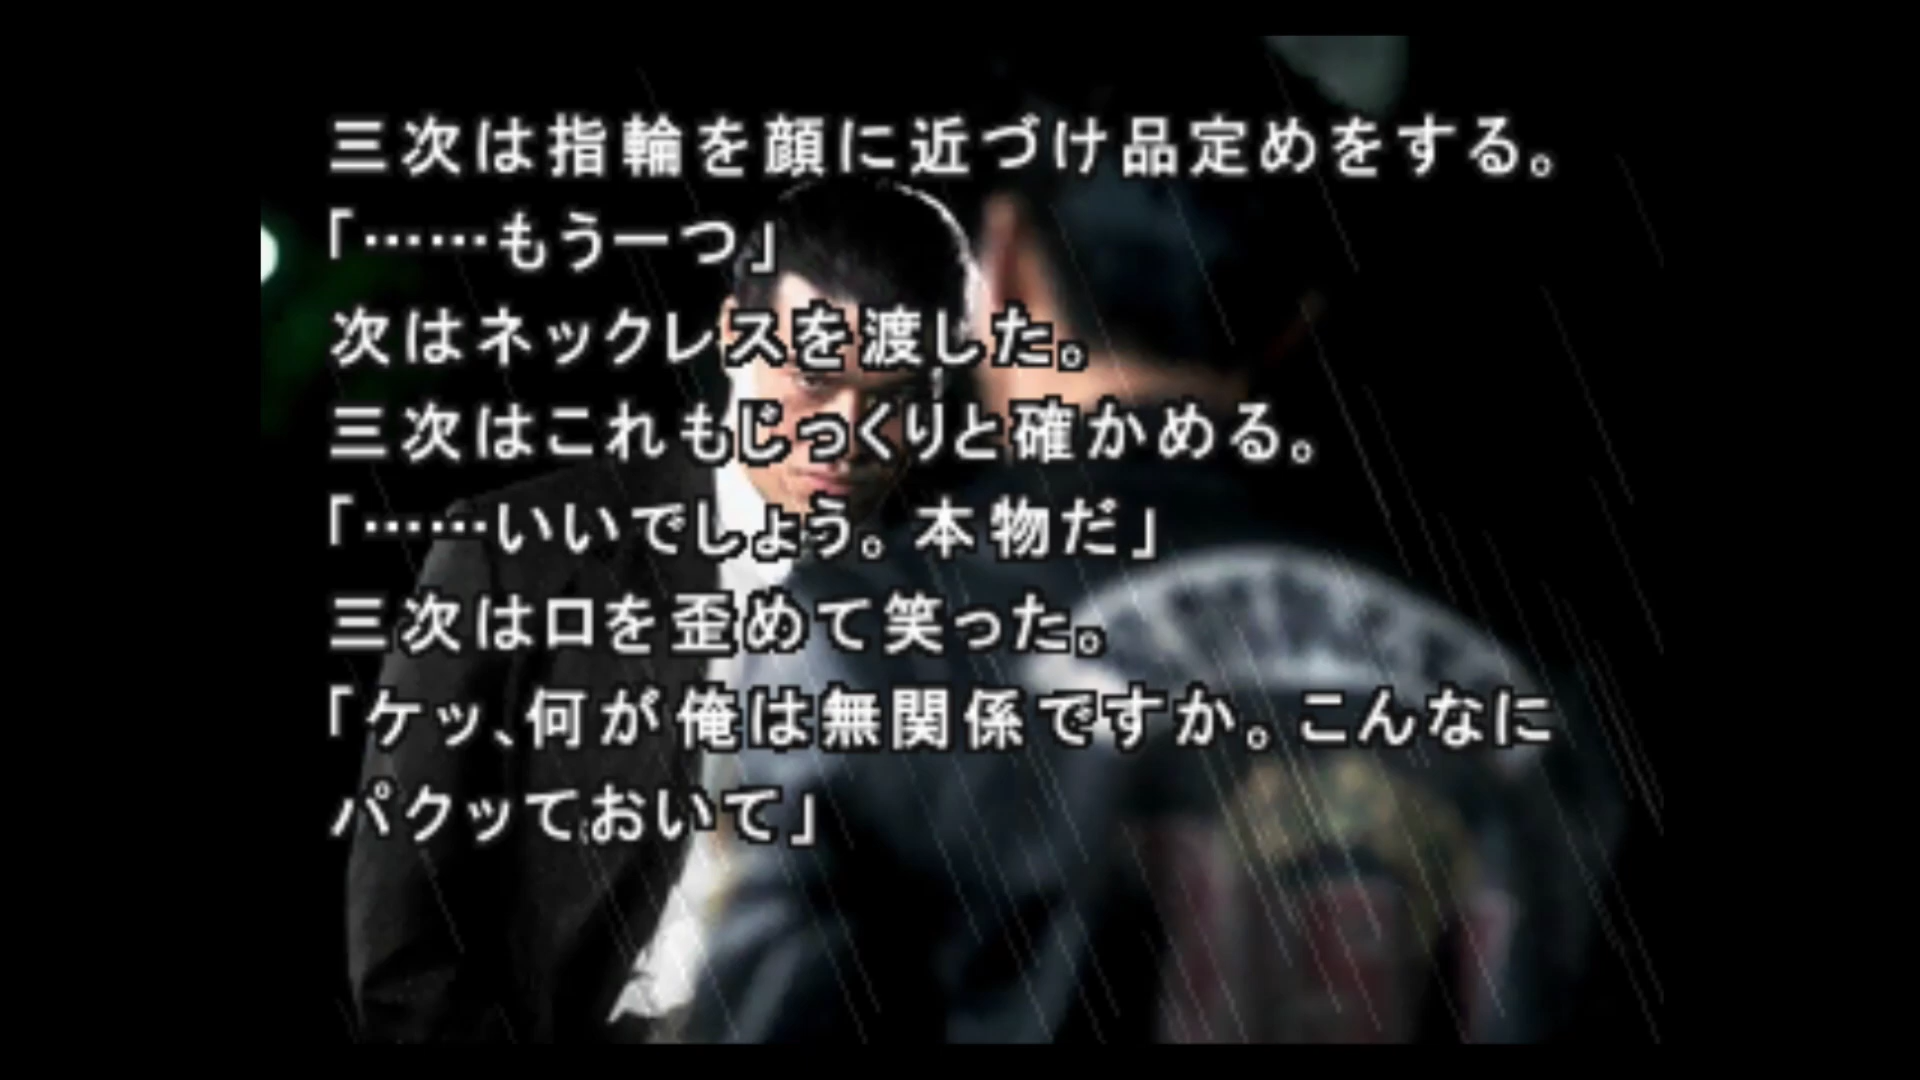 三次は指輪を顔に近づけ品定めをする。
「……もう一つ」
次はネックレスを渡した。
三次はこれもじっくりと確かめる。
「……いいでしょう。本物だ」
三次は口を歪めて笑った。
「ケッ、何が俺は無関係ですか。こんなに
パクッておいて」